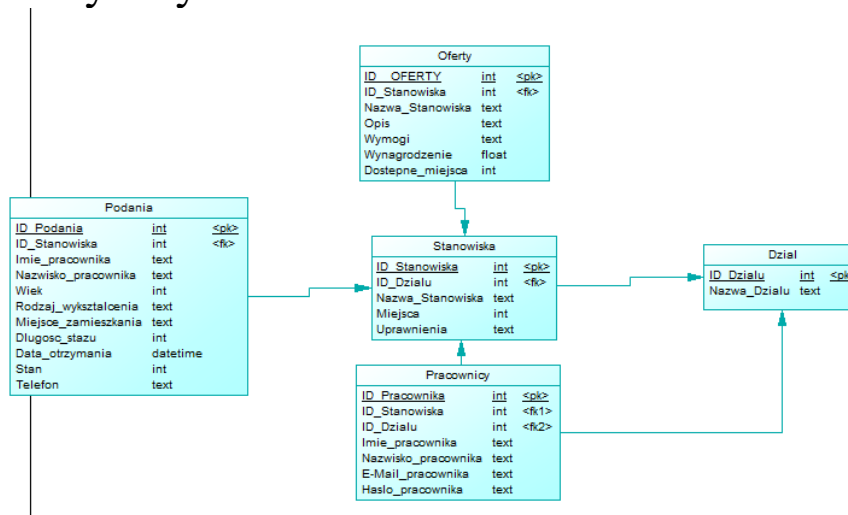 Oferty
ID_OFERTY int <pk>
ID_Stanowiska int <fk>
Nazwa_Stanowiska text
Opis text
Wymogi text
Wynagrodzenie float
Dostepne_miejsca int
Podania
ID_Podania int <pk>
ID_Stanowiska int <fk>
Imie_pracownika text
Nazwisko_pracownika text
Wiek int
Rodzaj_wyksztalcenia text
Miejsce_zamieszkania text
Dlugosc_stazu int
Data_otrzymania datetime
Stan int
Telefon text
Stanowiska
ID_Stanowiska int <pk>
ID_Dzialu int <fk>
Nazwa_Stanowiska text
Miejsca int
Uprawnienia text
Dzial
ID_Dzialu int <pk
Nazwa_Dzialu text
Pracownicy
ID_Pracownika int <pk>
ID_Stanowiska int <fk1>
ID_Dzialu int <fk2>
Imie_pracownika text
Nazwisko_pracownika text
E-Mail_pracownika text
Haslo_pracownika text